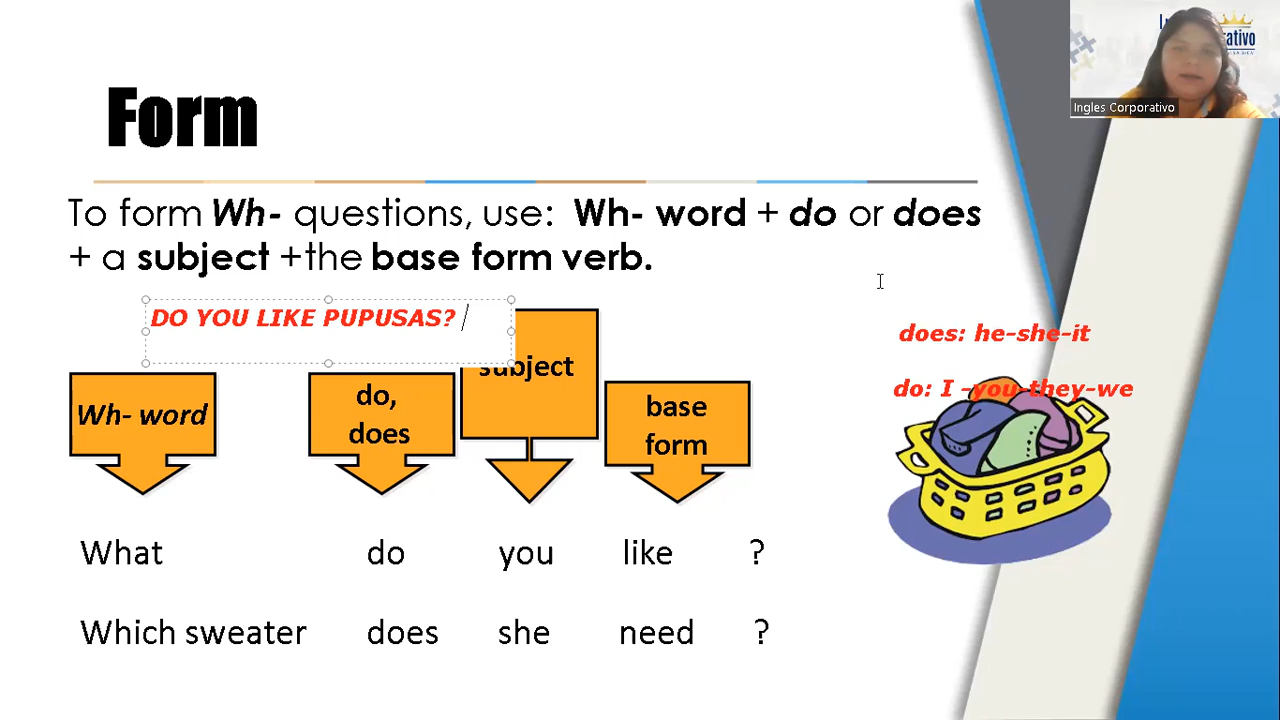 Ingles Corporativo
Form
To form Wh- questions, use: Wh- word + do or does
+ a subject +the base form verb.
DO YOU LIKE PUPUSAS?
does: he-she-it
do: I -you-they-we
Wh- word
do,
does
subject
base
form
What do you like ?
Which sweater does she need ?